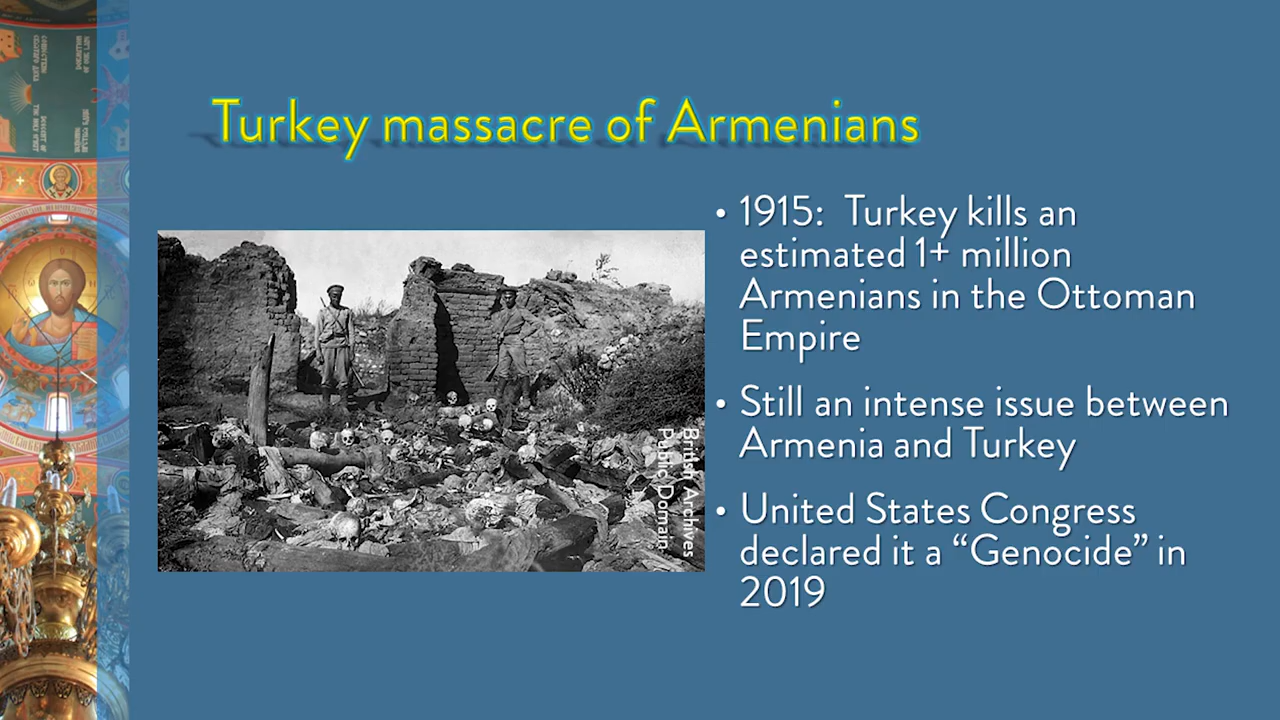 Turkey massacre of Armenians
• 1915: Turkey kills an
estimated 1+ million
Armenians in the Ottoman
Empire
• Still an intense issue between
Armenia and Turkey
• United States Congress
declared it a “Genocide” in
2019
British Archives
Public Domain